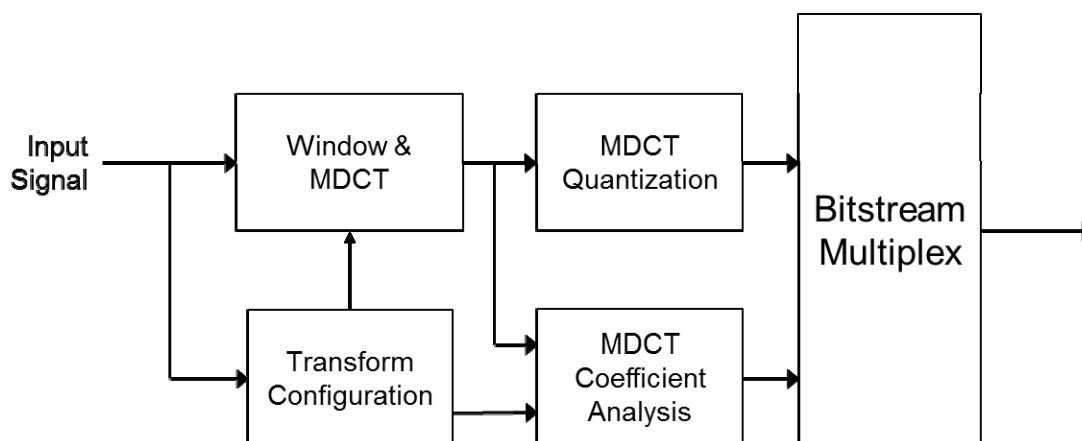 Input
Signal
Window &
MDCT
MDCT
Quantization
Bitstream
Multiplex
Transform
Configuration
MDCT
Coefficient
Analysis